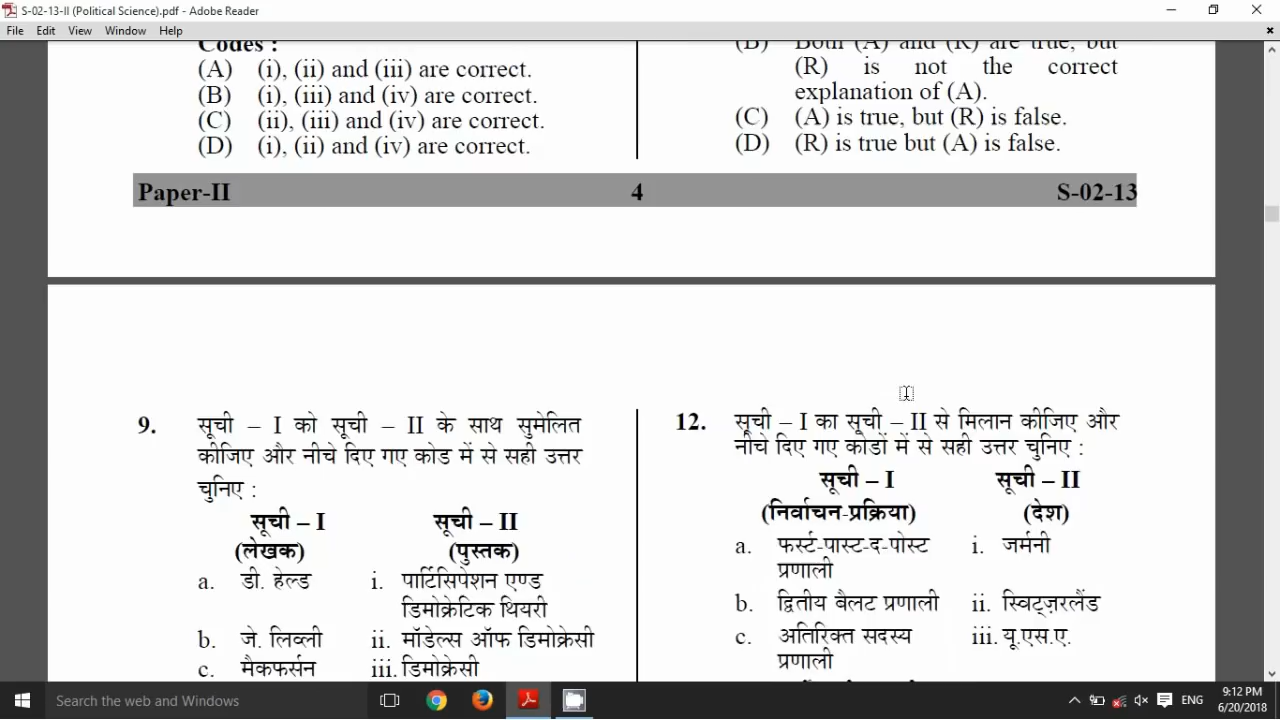 S-02-13-II (Political Science).pdf - Adobe Reader
File Edit View Window Help
Codes :
(A) (i), (ii) and (iii) are correct.
(B) (i), (iii) and (iv) are correct.
(C) (ii), (iii) and (iv) are correct.
(D) (i), (ii) and (iv) are correct.
(B) Both (A) and (R) are true, but
(R) is not the correct
explanation of (A).
(C) (A) is true, but (R) is false.
(D) (R) is true but (A) is false.
Paper-II 4 S-02-13
9. सूची – I को सूची – II के साथ सुमेलित
कीजिए और नीचे दिए गए कोड में से सही उत्तर
चुनिए :
सूची – I सूची – II
(लेखक) (पुस्तक)
a. डी. हेल्ड i. पार्टिसिपेशन एण्ड
डिमोक्रेटिक थियरी
b. जे. लिव्ली ii. मॉडेल्स ऑफ डिमोक्रेसी
c. मैकफर्सन iii. डिमोक्रेसी
12. सूची – I का सूची – II से मिलान कीजिए और
नीचे दिए गए कोडों में से सही उत्तर चुनिए :
सूची – I सूची – II
(निर्वाचन-प्रक्रिया) (देश)
a. फर्स्ट-पास्ट-द-पोस्ट i. जर्मनी
प्रणाली
b. द्वितीय बैलट प्रणाली ii. स्विट्ज़रलैंड
c. अतिरिक्त सदस्य iii. यू.एस.ए.
प्रणाली
Search the web and Windows
ENG
9:12 PM
6/20/2018